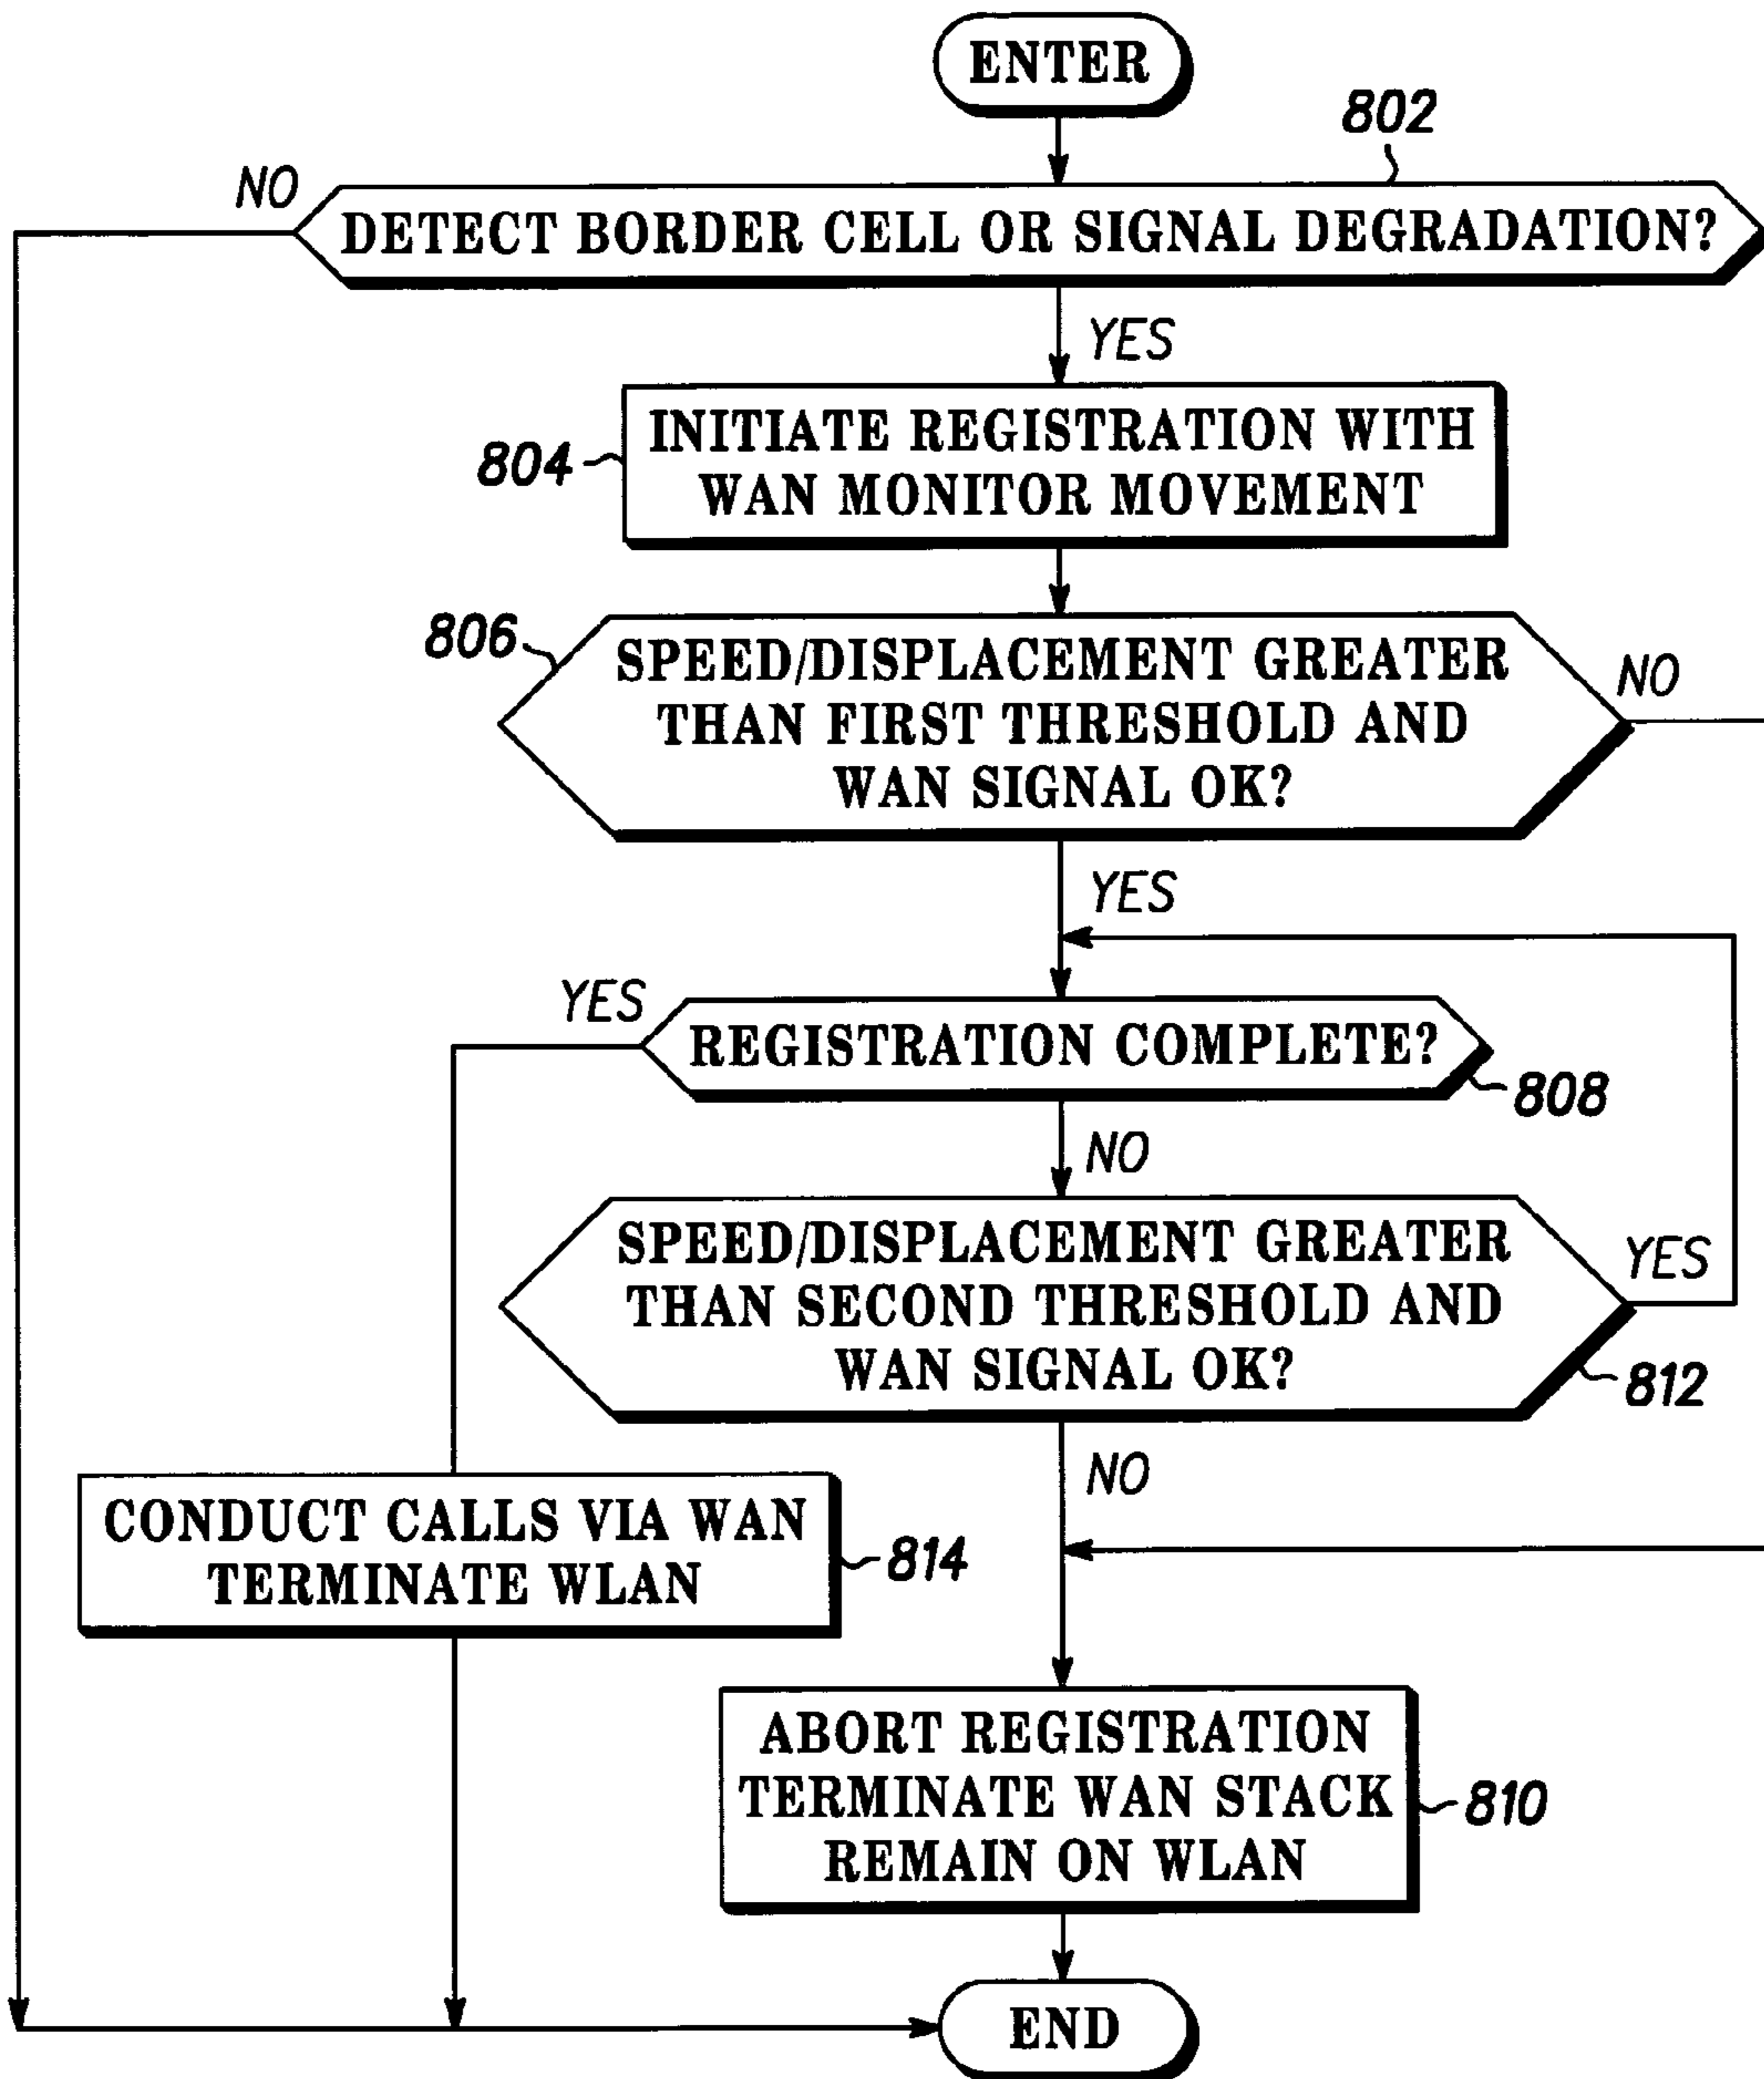 ENTER
802
NO
DETECT BORDER CELL OR SIGNAL DEGRADATION?
YES
804
INITIATE REGISTRATION WITH
WAN MONITOR MOVEMENT
806
SPEED/DISPLACEMENT GREATER
THAN FIRST THRESHOLD AND
WAN SIGNAL OK?
NO
YES
YES
REGISTRATION COMPLETE?
808
NO
SPEED/DISPLACEMENT GREATER
THAN SECOND THRESHOLD AND
WAN SIGNAL OK?
YES
812
NO
CONDUCT CALLS VIA WAN
TERMINATE WLAN
814
ABORT REGISTRATION
TERMINATE WAN STACK
REMAIN ON WLAN
810
END